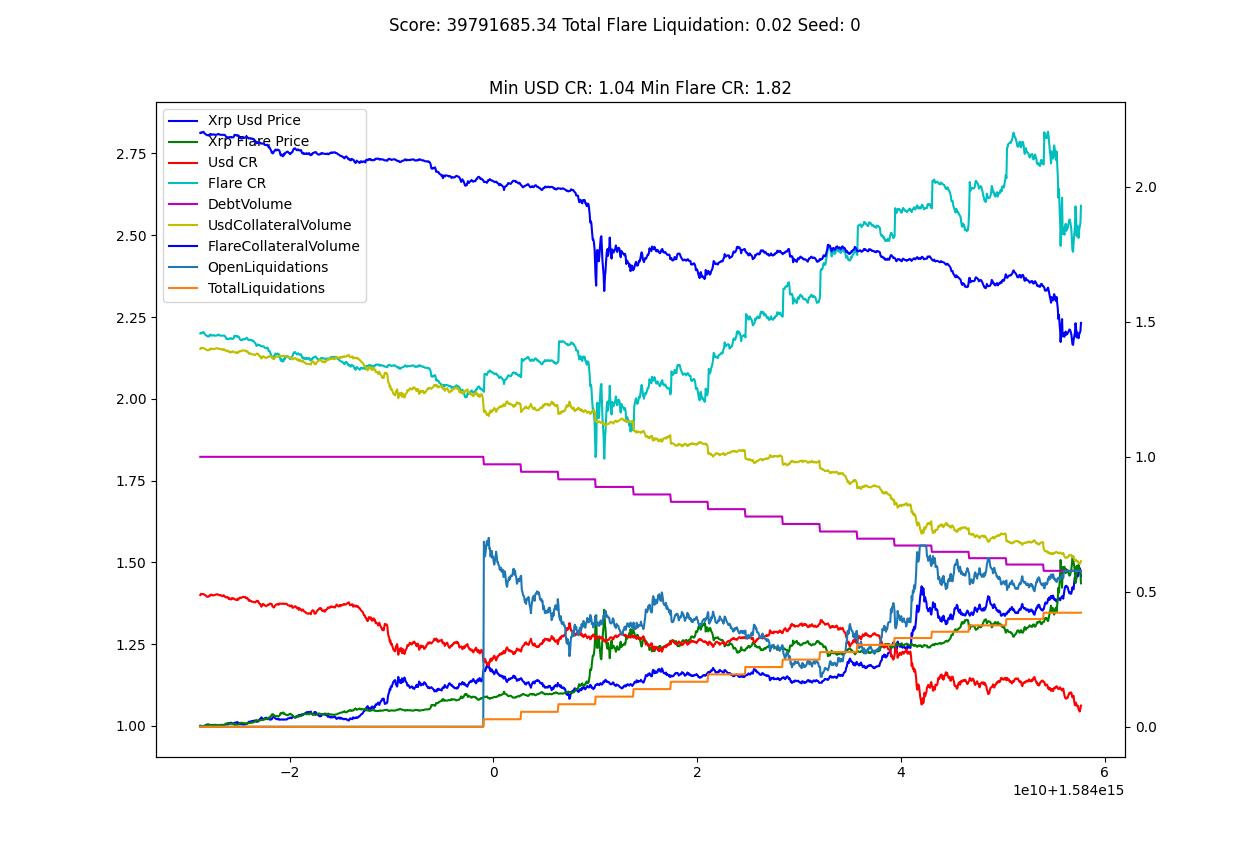 Score: 39791685.34 Total Flare Liquidation: 0.02 Seed: 0
Min USD CR: 1.04 Min Flare CR: 1.82
Xrp Usd Price
Xrp Flare Price
Usd CR
Flare CR
DebtVolume
UsdCollateralVolume
FlareCollateralVolume
OpenLiquidations
TotalLiquidations
2.75
2.50
2.25
2.00
1.75
1.50
1.25
1.00
2.0
1.5
1.0
0.5
0.0
−2 0 2 4 6
1e10+1.584e15